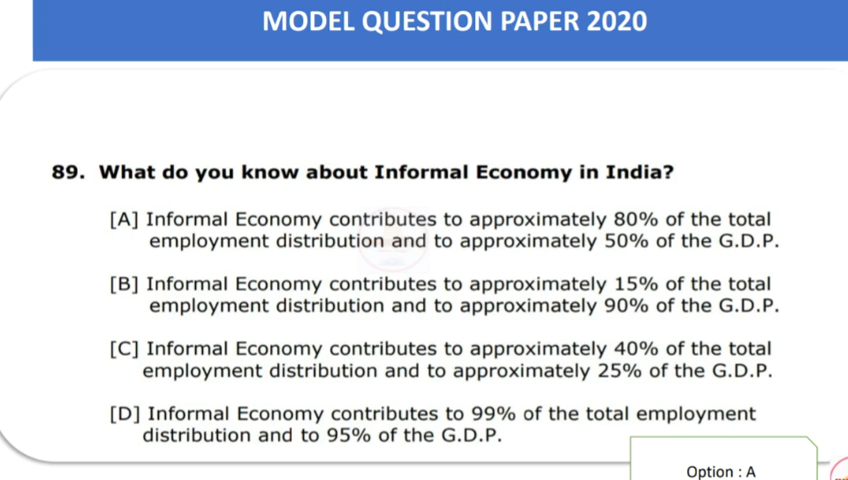 MODEL QUESTION PAPER 2020
89. What do you know about Informal Economy in India?
[A] Informal Economy contributes to approximately 80% of the total
employment distribution and to approximately 50% of the G.D.P.
[B] Informal Economy contributes to approximately 15% of the total
employment distribution and to approximately 90% of the G.D.P.
[C] Informal Economy contributes to approximately 40% of the total
employment distribution and to approximately 25% of the G.D.P.
[D] Informal Economy contributes to 99% of the total employment
distribution and to 95% of the G.D.P.
Option : A